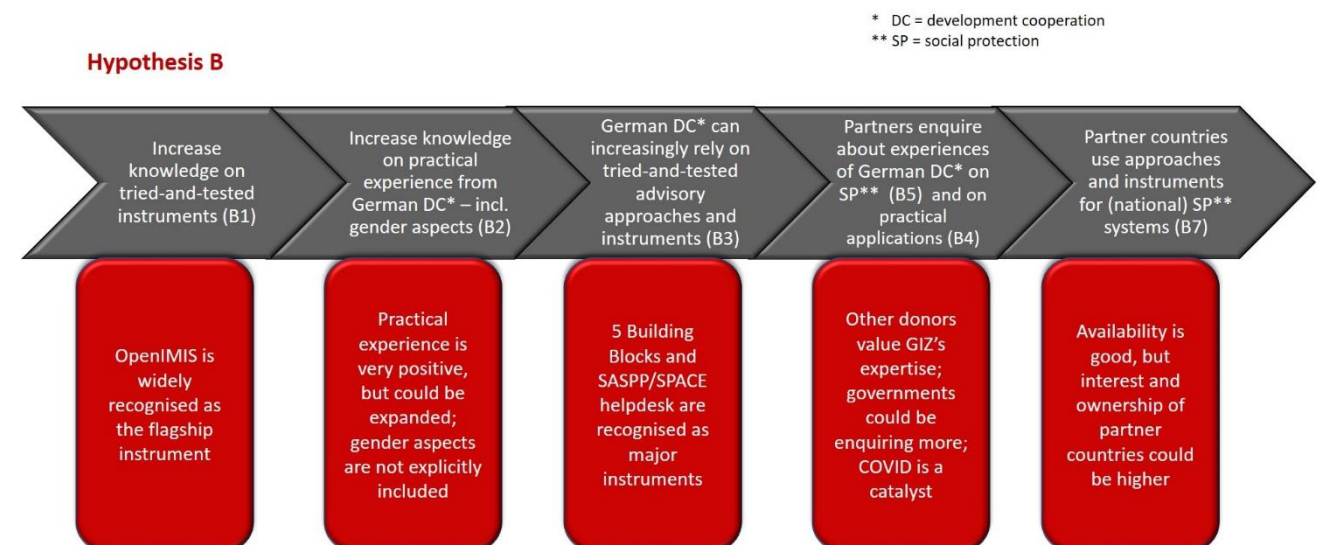 * DC = development cooperation
** SP = social protection
Hypothesis B
Increase
knowledge on
tried-and-tested
instruments (B1)
Increase knowledge
on practical
experience from
German DC* – incl.
gender aspects (B2)
German DC* can
increasingly rely on
tried-and-tested
advisory
approaches and
instruments (B3)
Partners enquire
about experiences
of German DC* on
SP** (B5) and on
practical
applications (B4)
Partner countries
use approaches
and instruments
for (national) SP**
systems (B7)
OpenIMIS is
widely
recognised as
the flagship
instrument
Practical
experience is
very positive,
but could be
expanded;
gender aspects
are not explicitly
included
5 Building
Blocks and
SASPP/SPACE
helpdesk are
recognised as
major
instruments
Other donors
value GIZ’s
expertise;
governments
could be
enquiring more;
COVID is a
catalyst
Availability is
good, but
interest and
ownership of
partner
countries could
be higher